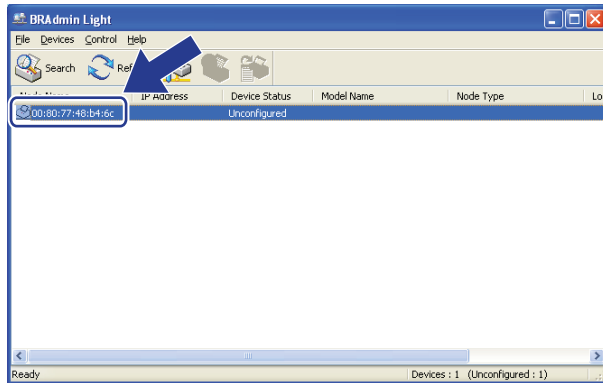 BRAdmin Light
File Devices Control Help
Search
IP Address Device Status Model Name Node Type Lo
00:80:77:48:b4:6c Unconfigured
Ready Devices : 1 (Unconfigured : 1)